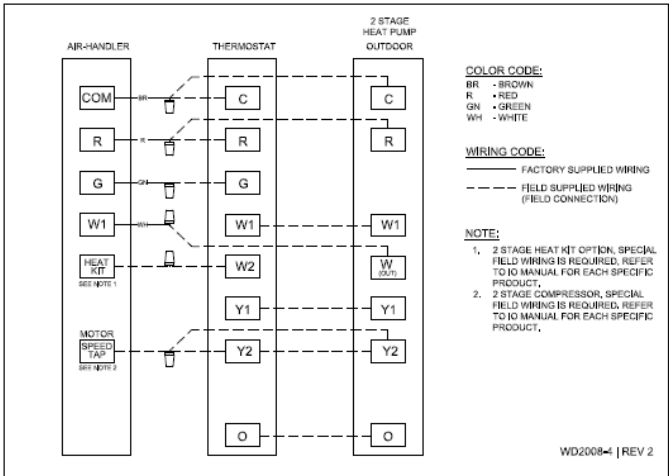 AIR-HANDLER
THERMOSTAT
2 STAGE
HEAT PUMP
OUTDOOR
COM
BR
C
C
R
R
R
R
G
GN
G
W1
WH
W1
W1
HEAT
KIT
SEE NOTE 1
W2
W
(OUT)
Y1
Y1
MOTOR
SPEED
TAP
SEE NOTE 2
Y2
Y2
O
O
COLOR CODE:
BR - BROWN
R - RED
GN - GREEN
WH - WHITE
WIRING CODE:
FACTORY SUPPLIED WIRING
FIELD SUPPLIED WIRING
(FIELD CONNECTION)
NOTE:
1. 2 STAGE HEAT KIT OPTION, SPECIAL
FIELD WIRING IS REQUIRED, REFER
TO IO MANUAL FOR EACH SPECIFIC
PRODUCT.
2. 2 STAGE COMPRESSOR, SPECIAL
FIELD WIRING IS REQUIRED. REFER
TO IO MANUAL FOR EACH SPECIFIC
PRODUCT.
WD2008-4 | REV 2